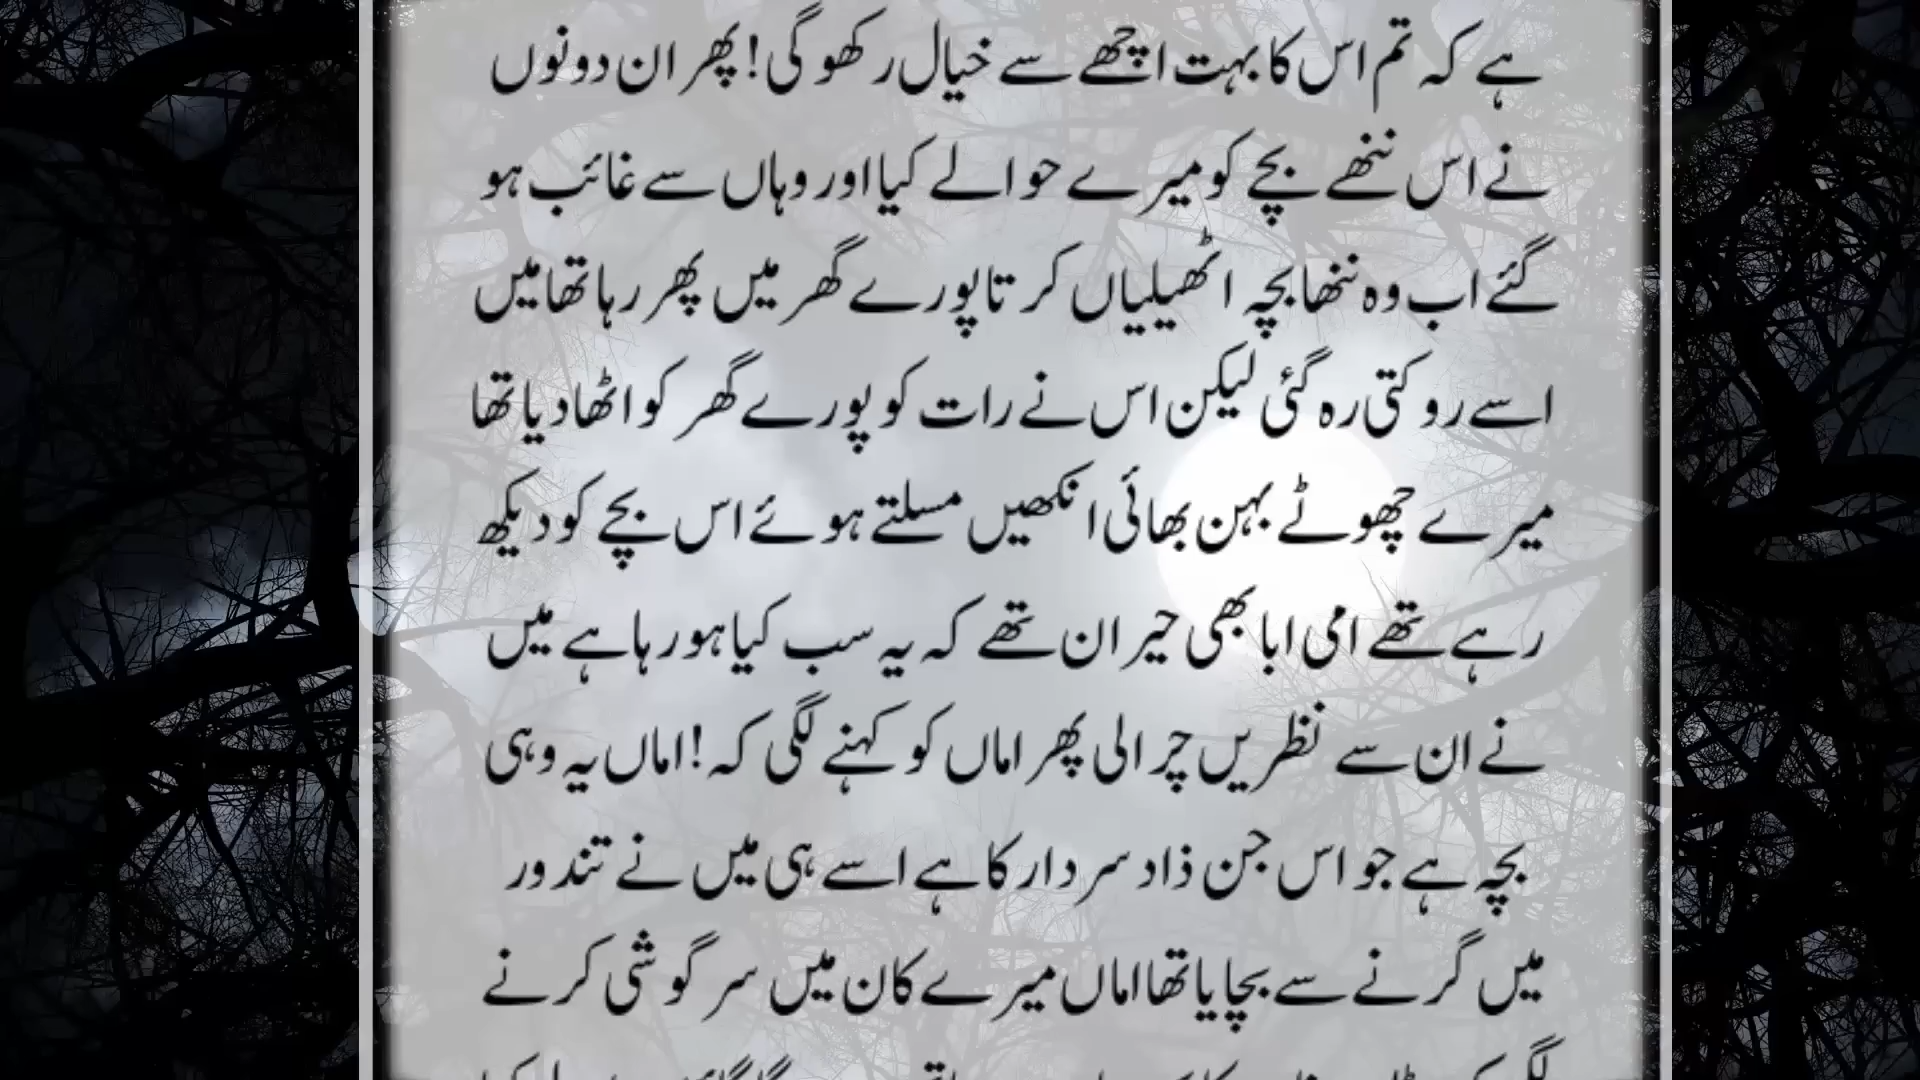 ہے کہ تم اس کا بہت اچھے سے خیال رکھو گی! پھر ان دونوں
نے اس ننھے بچے کو میرے حوالے کیا اور وہاں سے غائب ہو
گئے اب وہ ننھا بچہ اٹھیلیاں کرتا پورے گھر میں پھر رہا تھا میں
اسے روکتی رہ گئی لیکن اس نے رات کو پورے گھر کو اٹھا دیا تھا
میرے چھوٹے بہن بھائی انکھیں مسلتے ہوئے اس بچے کو دیکھ
رہے تھے امی ابا بھی حیران تھے کہ یہ سب کیا ہو رہا ہے میں
نے ان سے نظریں چرا لی پھر اماں کو کہنے لگی کہ! اماں یہ وہی
بچہ ہے جو اس جن ذاد سردار کا ہے اسے ہی میں نے تندور
میں گرنے سے بچایا تھا اماں میرے کان میں سرگوشی کرنے